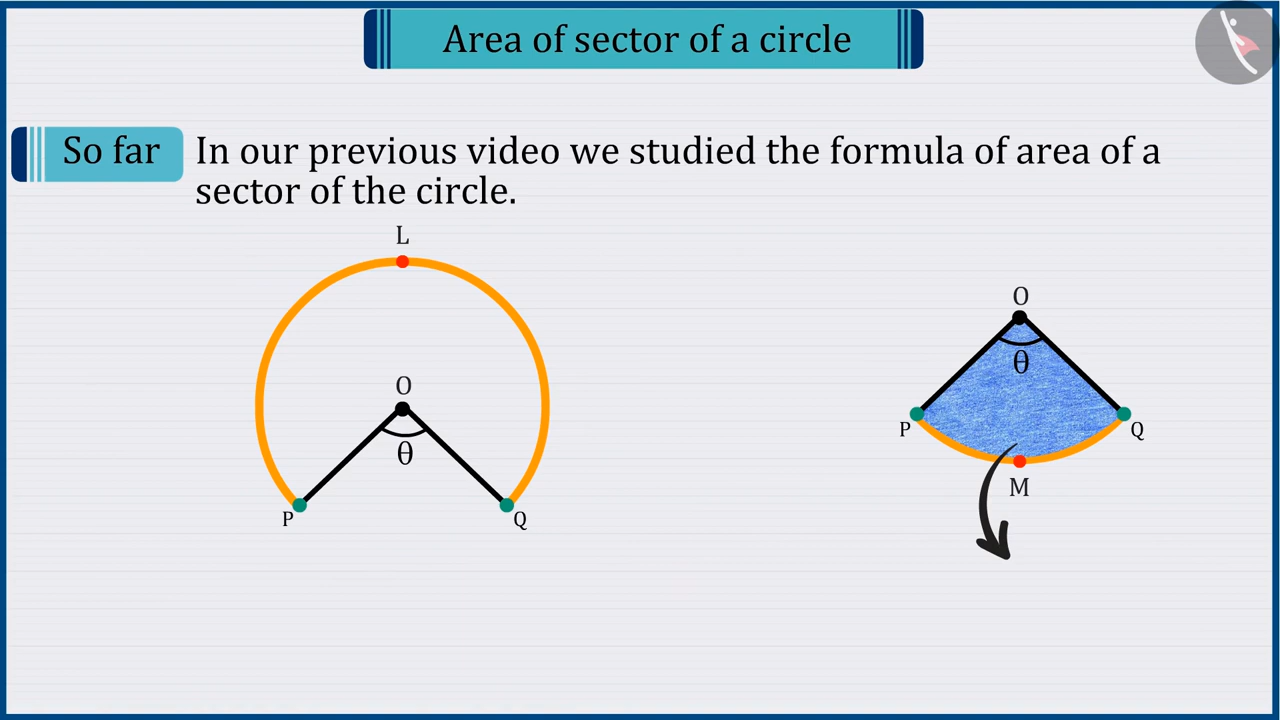 Area of sector of a circle
So far
In our previous video we studied the formula of area of a
sector of the circle.
L
O
θ
P
Q
O
θ
P
Q
M